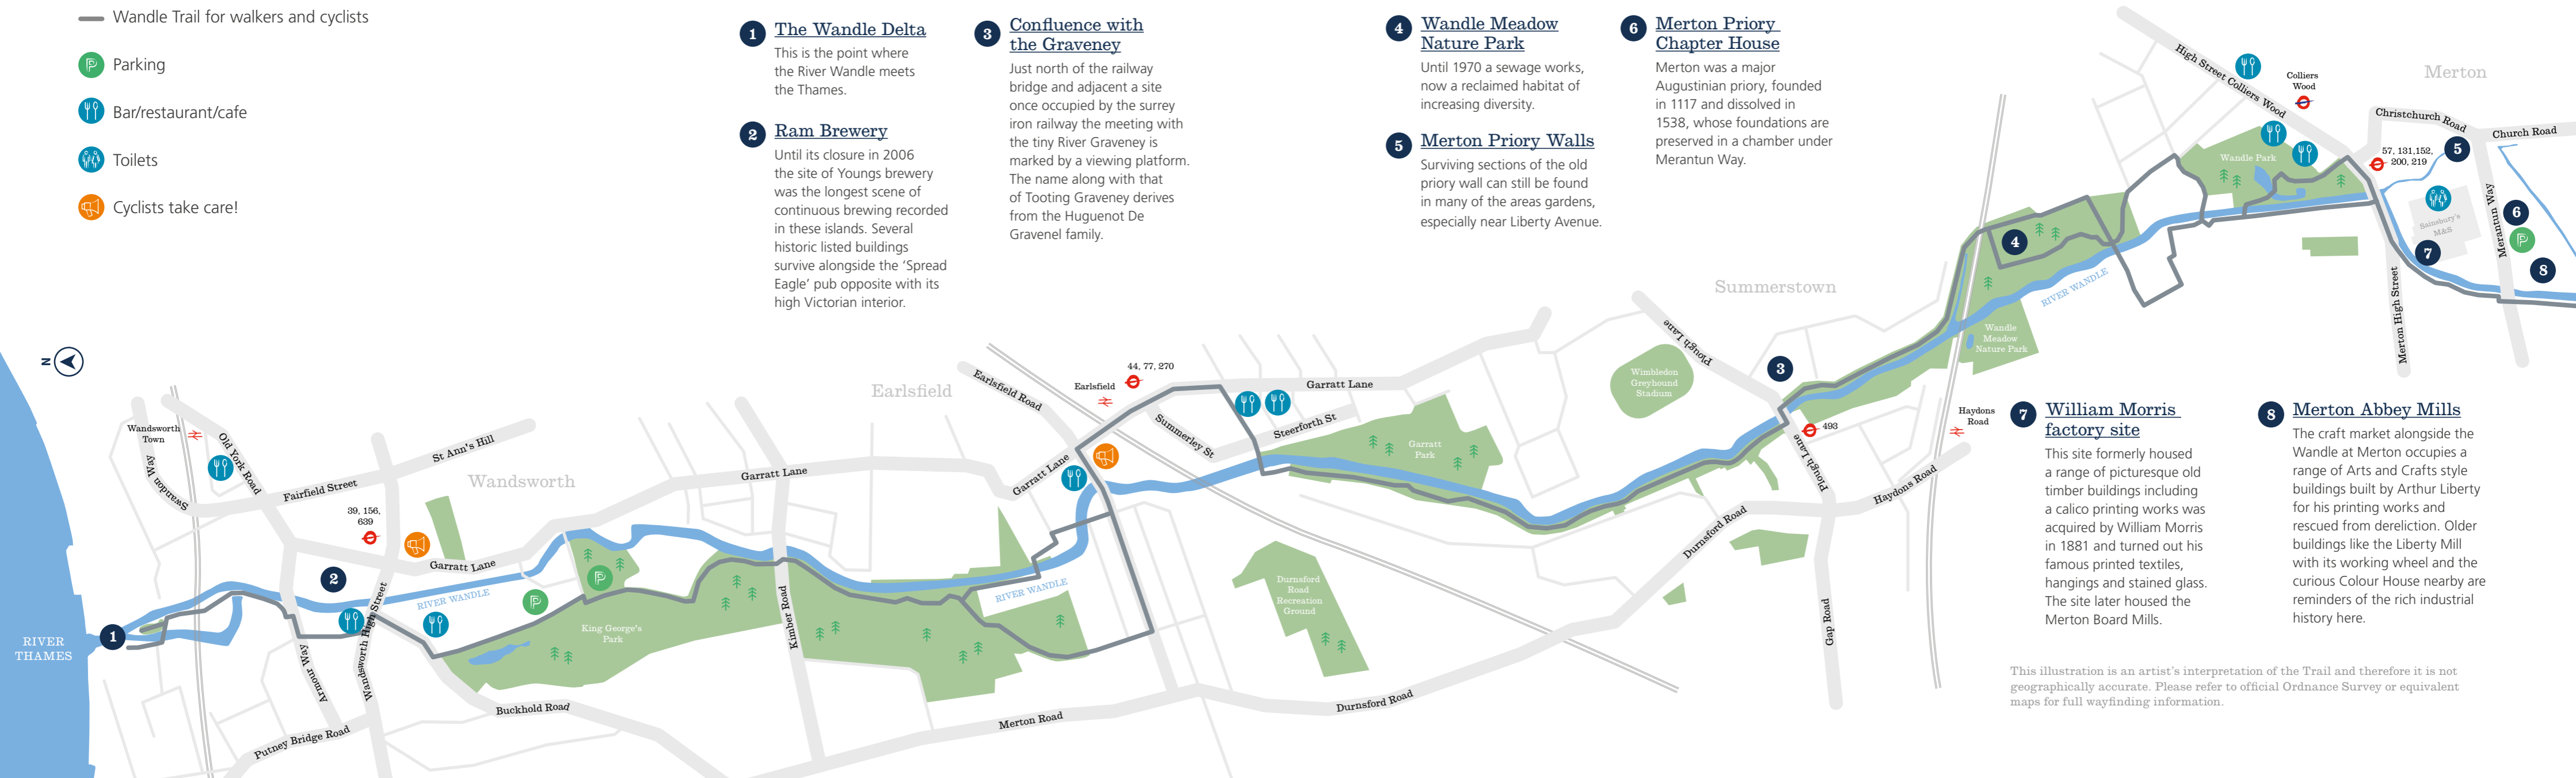 Wandle Trail for walkers and cyclists
Parking
Bar/restaurant/cafe
Toilets
Cyclists take care!
1
The Wandle Delta
This is the point where
the River Wandle meets
the Thames.
2
Ram Brewery
Until its closure in 2006
the site of Youngs brewery
was the longest scene of
continuous brewing recorded
in these islands. Several
historic listed buildings
survive alongside the ‘Spread
Eagle’ pub opposite with its
high Victorian interior.
3
Confluence with
the Graveney
Just north of the railway
bridge and adjacent a site
once occupied by the surrey
iron railway the meeting with
the tiny River Graveney is
marked by a viewing platform.
The name along with that
of Tooting Graveney derives
from the Huguenot De
Gravenel family.
4
Wandle Meadow
Nature Park
Until 1970 a sewage works,
now a reclaimed habitat of
increasing diversity.
5
Merton Priory Walls
Surviving sections of the old
priory wall can still be found
in many of the areas gardens,
especially near Liberty Avenue.
6
Merton Priory
Chapter House
Merton was a major
Augustinian priory, founded
in 1117 and dissolved in
1538, whose foundations are
preserved in a chamber under
Merantun Way.
7
William Morris
factory site
This site formerly housed
a range of picturesque old
timber buildings including
a calico printing works was
acquired by William Morris
in 1881 and turned out his
famous printed textiles,
hangings and stained glass.
The site later housed the
Merton Board Mills.
8
Merton Abbey Mills
The craft market alongside the
Wandle at Merton occupies a
range of Arts and Crafts style
buildings built by Arthur Liberty
for his printing works and
rescued from dereliction. Older
buildings like the Liberty Mill
with its working wheel and the
curious Colour House nearby are
reminders of the rich industrial
history here.
This illustration is an artist’s interpretation of the Trail and therefore it is not
geographically accurate. Please refer to official Ordnance Survey or equivalent
maps for full wayfinding information.
N
RIVER
THAMES
1
Wandsworth
Town
Swandon Way
Old York Road
Fairfield Street
St Ann's Hill
39, 156,
639
2
Wandsworth
Garratt Lane
RIVER WANDLE
Armour Way
Wandsworth High Street
Putney Bridge Road
Buckhold Road
King George's
Park
Kimber Road
Garratt Lane
Earlsfield
Earlsfield Road
Garratt Lane
RIVER WANDLE
Merton Road
Earlsfield
44, 77, 270
Summerley St
Steerforth St
Garratt Lane
Garratt
Park
Durnsford
Road
Recreation
Ground
Durnsford Road
Wimbledon
Greyhound
Stadium
Plough Lane
Summerstown
3
493
Plough Lane
Durnsford Road
Haydons Road
Gap Road
Haydons
Road
Wandle
Meadow
Nature Park
4
RIVER WANDLE
High Street Colliers Wood
Colliers
Wood
Merton
Wandle Park
Christchurch Road
Church Road
57, 131,152,
200, 219
5
Sainsbury's
M&S
Merantun Way
6
7
8
Merton High Street